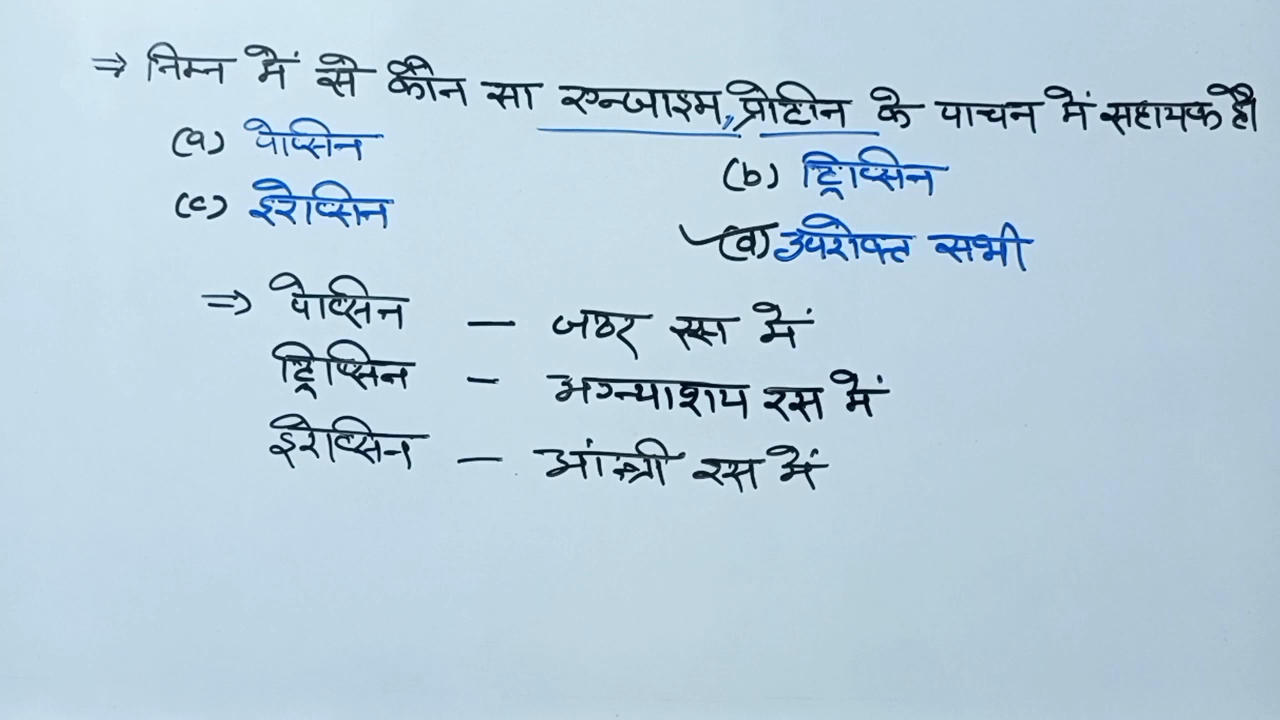 ⇒ निम्न में से कौन सा एन्जाइम,, प्रोटीन के पाचन में सहायक है।
(a) पेप्सिन
(b) ट्रिप्सिन
(c) इरेप्सिन
(d) उपरोक्त सभी
⇒ पेप्सिन — जठर रस में
ट्रिप्सिन — अग्न्याशय रस में
इरेप्सिन — आंत्री रस में